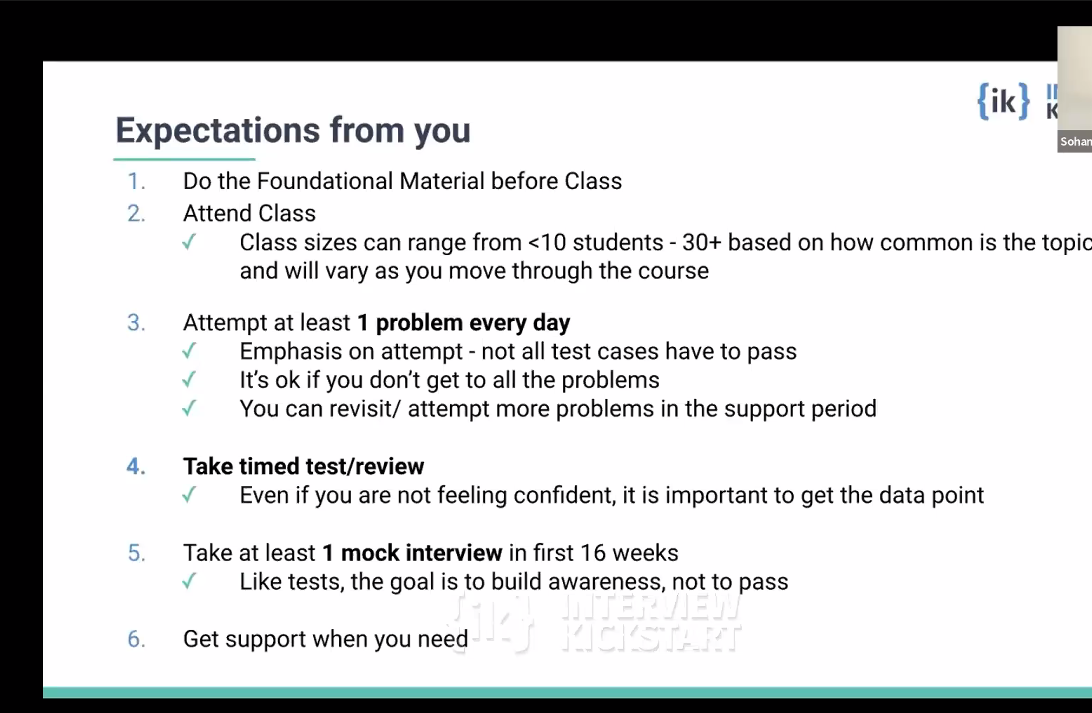 {ik}
Sohan
Expectations from you
1. Do the Foundational Material before Class
2. Attend Class
✓ Class sizes can range from <10 students - 30+ based on how common is the topic
and will vary as you move through the course
3. Attempt at least 1 problem every day
✓ Emphasis on attempt - not all test cases have to pass
✓ It’s ok if you don’t get to all the problems
✓ You can revisit/ attempt more problems in the support period
4. Take timed test/review
✓ Even if you are not feeling confident, it is important to get the data point
5. Take at least 1 mock interview in first 16 weeks
✓ Like tests, the goal is to build awareness, not to pass
{ik} INTERVIEW
KICKSTART
6. Get support when you need